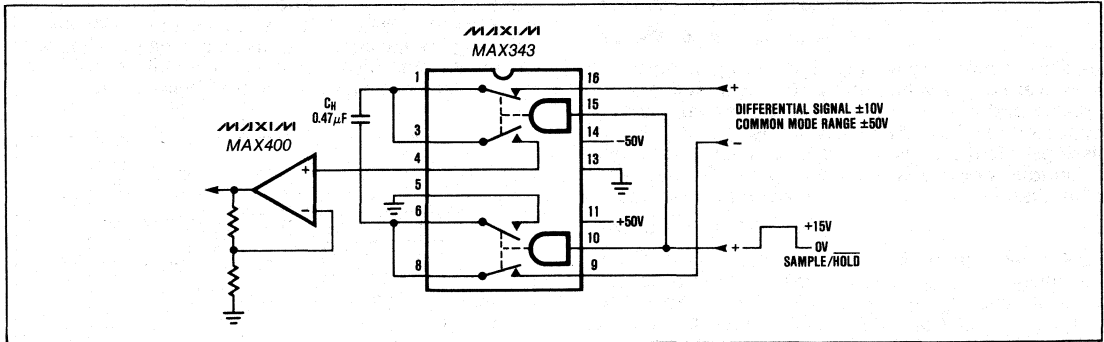 MAXIM
MAX343
1
16
CH
0.47μF
15
MAXIM
MAX400
3
14
−50V
4
13
5
6
11
+50V
10
8
9
+
−
+
DIFFERENTIAL SIGNAL ±10V
COMMON MODE RANGE ±50V
−
+
+15V
0V
SAMPLE/HOLD